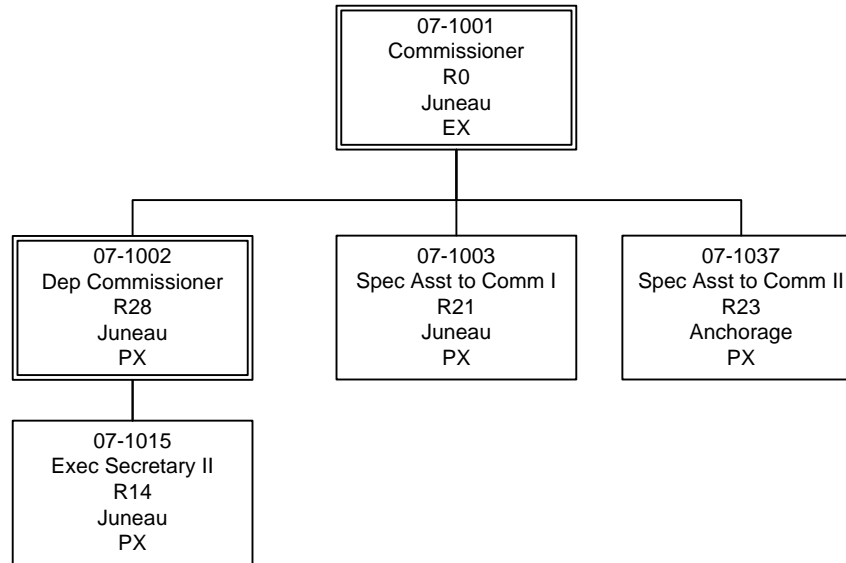 07-1001
Commissioner
R0
Juneau
EX
07-1002
Dep Commissioner
R28
Juneau
PX
07-1003
Spec Asst to Comm I
R21
Juneau
PX
07-1037
Spec Asst to Comm II
R23
Anchorage
PX
07-1015
Exec Secretary II
R14
Juneau
PX